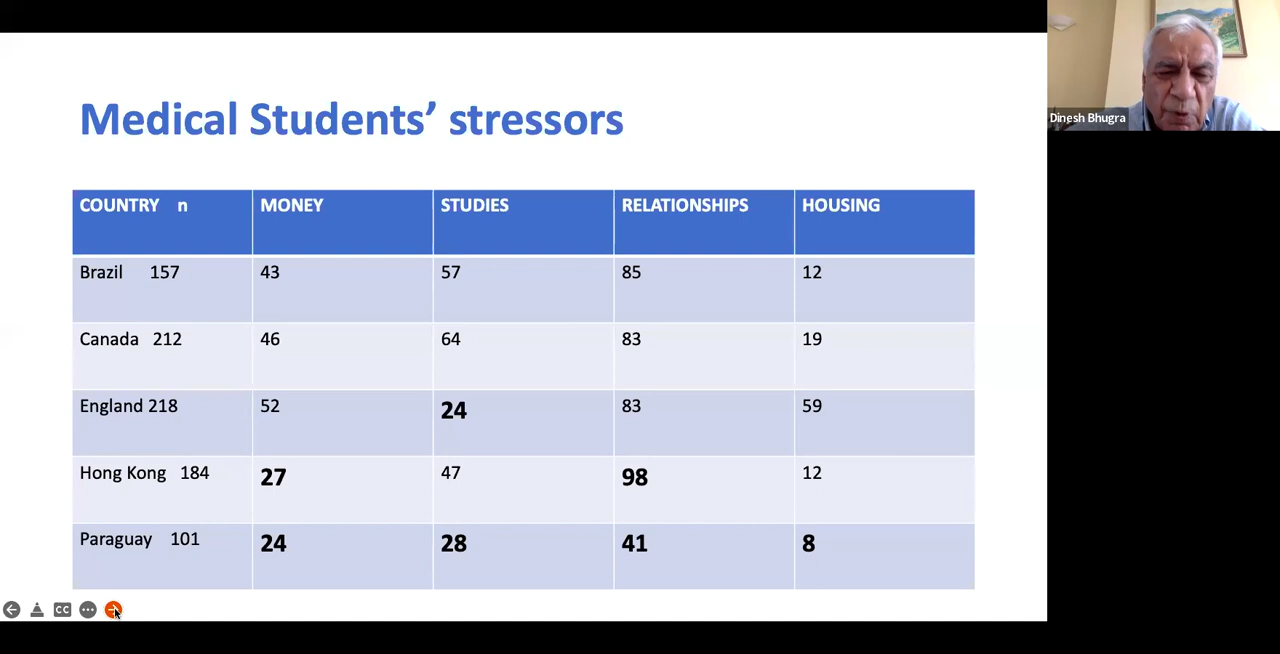 Medical Students’ stressors
COUNTRY n MONEY STUDIES RELATIONSHIPS HOUSING
Brazil 157 43 57 85 12
Canada 212 46 64 83 19
England 218 52 24 83 59
Hong Kong 184 27 47 98 12
Paraguay 101 24 28 41 8
CC
Dinesh Bhugra